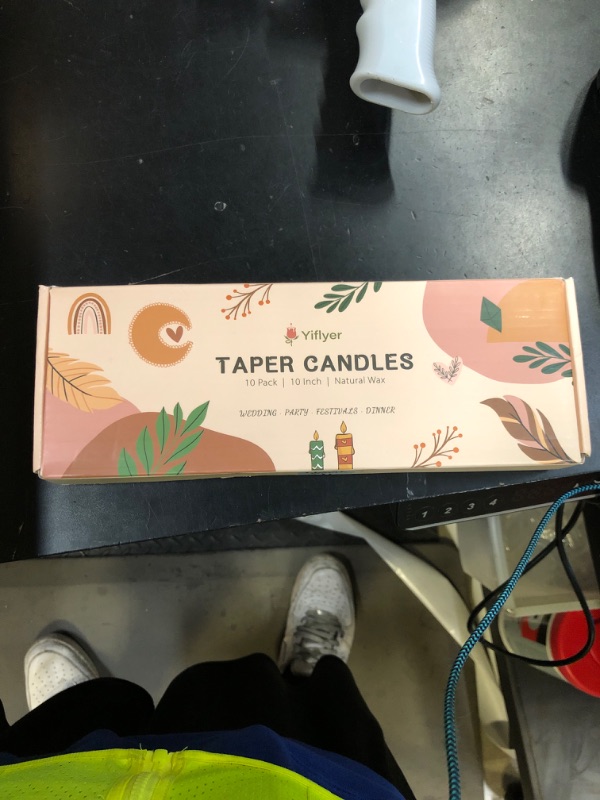 Yiflyer
TAPER CANDLES
10 Pack | 10 Inch | Natural Wax
WEDDING · PARTY · FESTIVALS · DINNER
1 2 3 4